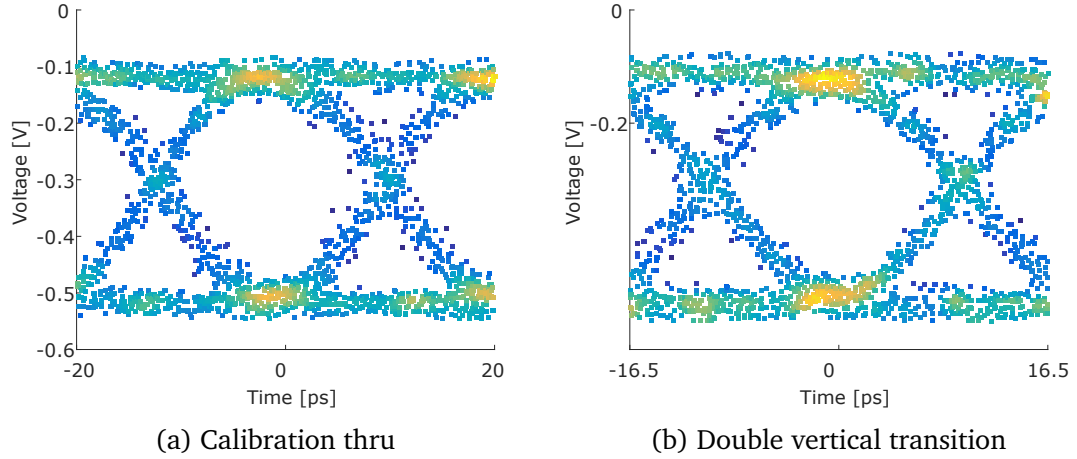 0
-0.1
-0.2
-0.3
-0.4
-0.5
-0.6
Voltage [V]
-20
0
20
Time [ps]
(a) Calibration thru
0
-0.2
Voltage [V]
-16.5
0
16.5
Time [ps]
(b) Double vertical transition